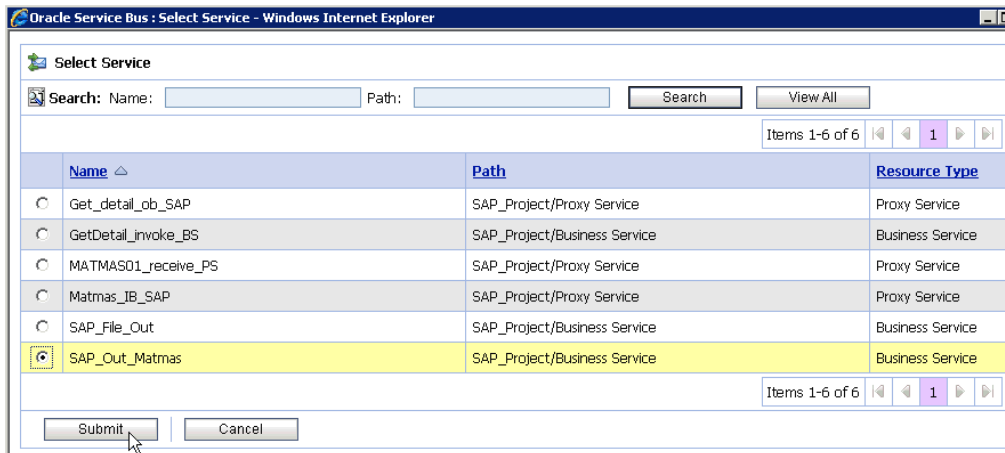 Oracle Service Bus : Select Service - Windows Internet Explorer
Select Service
Search: Name: Path: Search View All
Items 1-6 of 6 1
Name Path Resource Type
Get_detail_ob_SAP SAP_Project/Proxy Service Proxy Service
GetDetail_invoke_BS SAP_Project/Business Service Business Service
MATMAS01_receive_PS SAP_Project/Proxy Service Proxy Service
Matmas_IB_SAP SAP_Project/Proxy Service Proxy Service
SAP_File_Out SAP_Project/Business Service Business Service
SAP_Out_Matmas SAP_Project/Business Service Business Service
Items 1-6 of 6 1
Submit Cancel